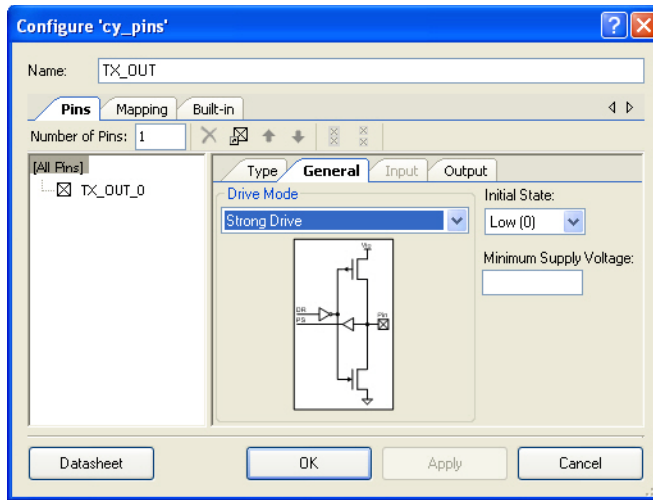 Configure 'cy_pins'
Name: TX_OUT
Pins Mapping Built-in
Number of Pins: 1
[All Pins]
TX_OUT_0
Type General Input Output
Drive Mode
Strong Drive
Initial State:
Low (0)
Minimum Supply Voltage:
Vio
DR
PS
Pin
Datasheet OK Apply Cancel